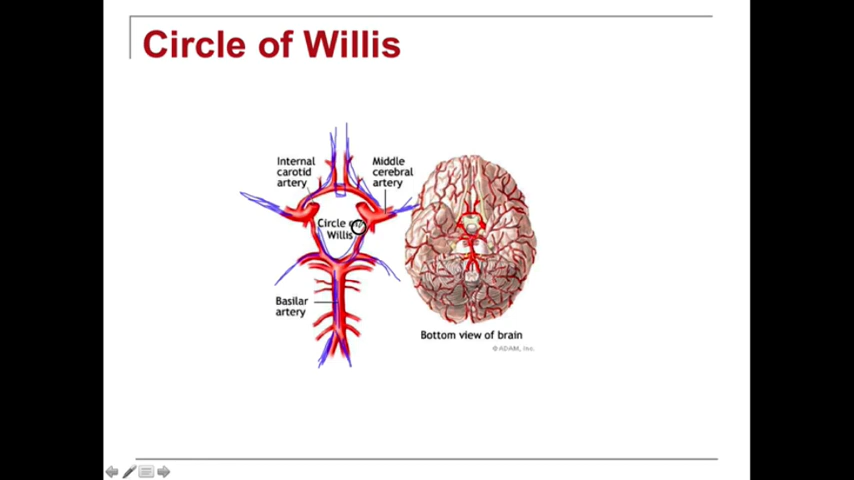 Circle of Willis
Internal
carotid
artery
Middle
cerebral
artery
Circle of
Willis
Basilar
artery
Bottom view of brain
©ADAM, Inc.